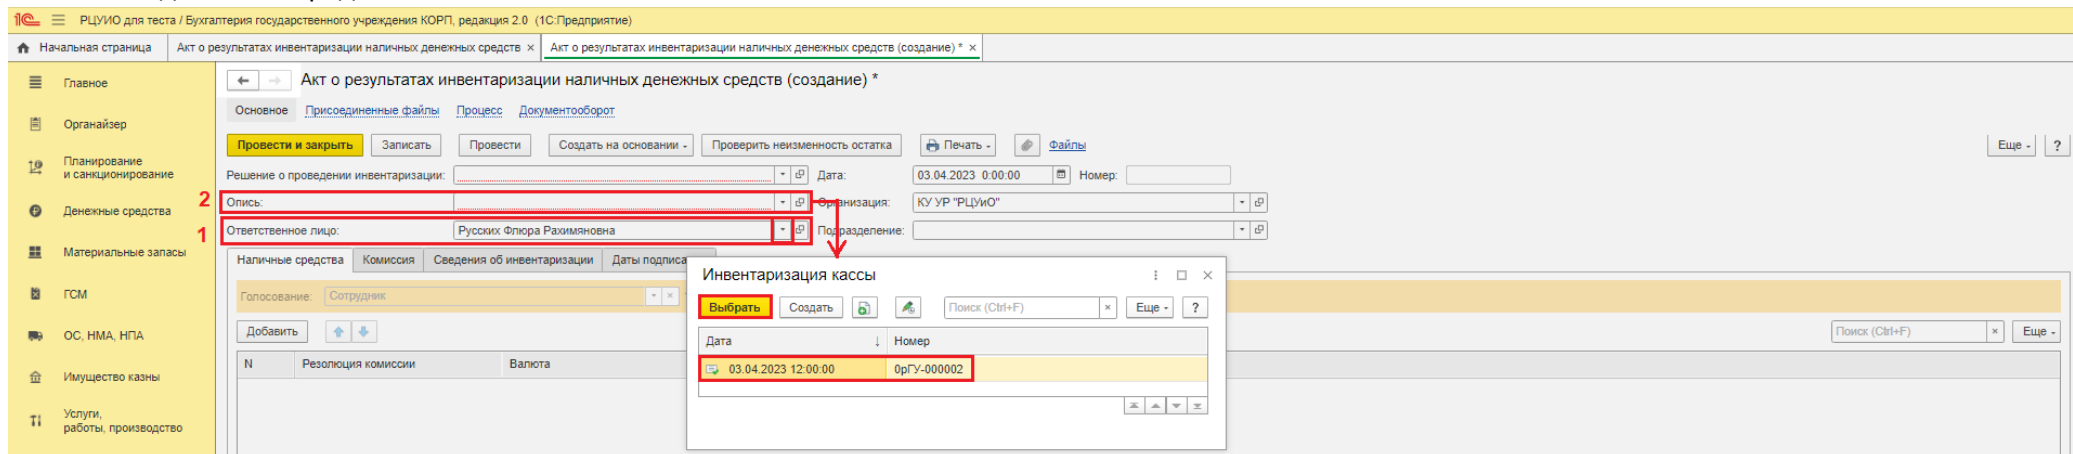 РЦУИО для теста / Бухгалтерия государственного учреждения КОРП, редакция 2.0 (1С:Предприятие)
Начальная страница Акт о результатах инвентаризации наличных денежных средств × Акт о результатах инвентаризации наличных денежных средств (создание) * ×
Главное
Органайзер
Планирование
и санкционирование
Денежные средства
Материальные запасы
ГСМ
ОС, НМА, НПА
Имущество казны
Услуги,
работы, производство
Акт о результатах инвентаризации наличных денежных средств (создание) *
Основное Присоединенные файлы Процесс Документооборот
Провести и закрыть Записать Провести Создать на основании Проверить неизменность остатка Печать Файлы Еще ?
Решение о проведении инвентаризации: Дата: 03.04.2023 0:00:00 Номер:
2 Опись: Организация: КУ УР "РЦУиО"
1 Ответственное лицо: Русских Флюра Рахимяновна Подразделение:
Наличные средства Комиссия Сведения об инвентаризации Даты подписа
Голосование: Сотрудник
Добавить Поиск (Ctrl+F) × Еще
N Резолюция комиссии Валюта
Инвентаризация кассы
Выбрать Создать Поиск (Ctrl+F) × Еще ?
Дата ↓ Номер
03.04.2023 12:00:00 0рГУ-000002